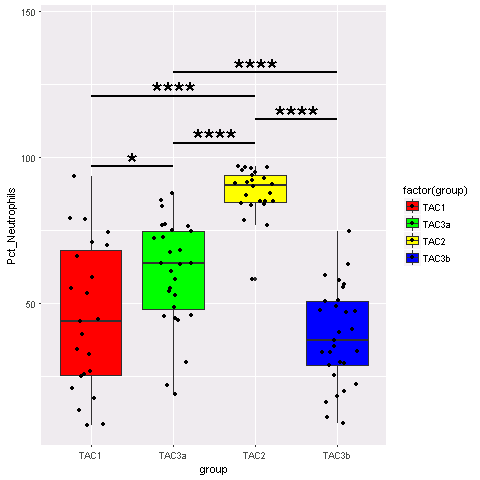 150
****
****
****
****
*
100
50
Pct_Neutrophils
TAC1
TAC3a
TAC2
TAC3b
group
factor(group)
TAC1
TAC3a
TAC2
TAC3b